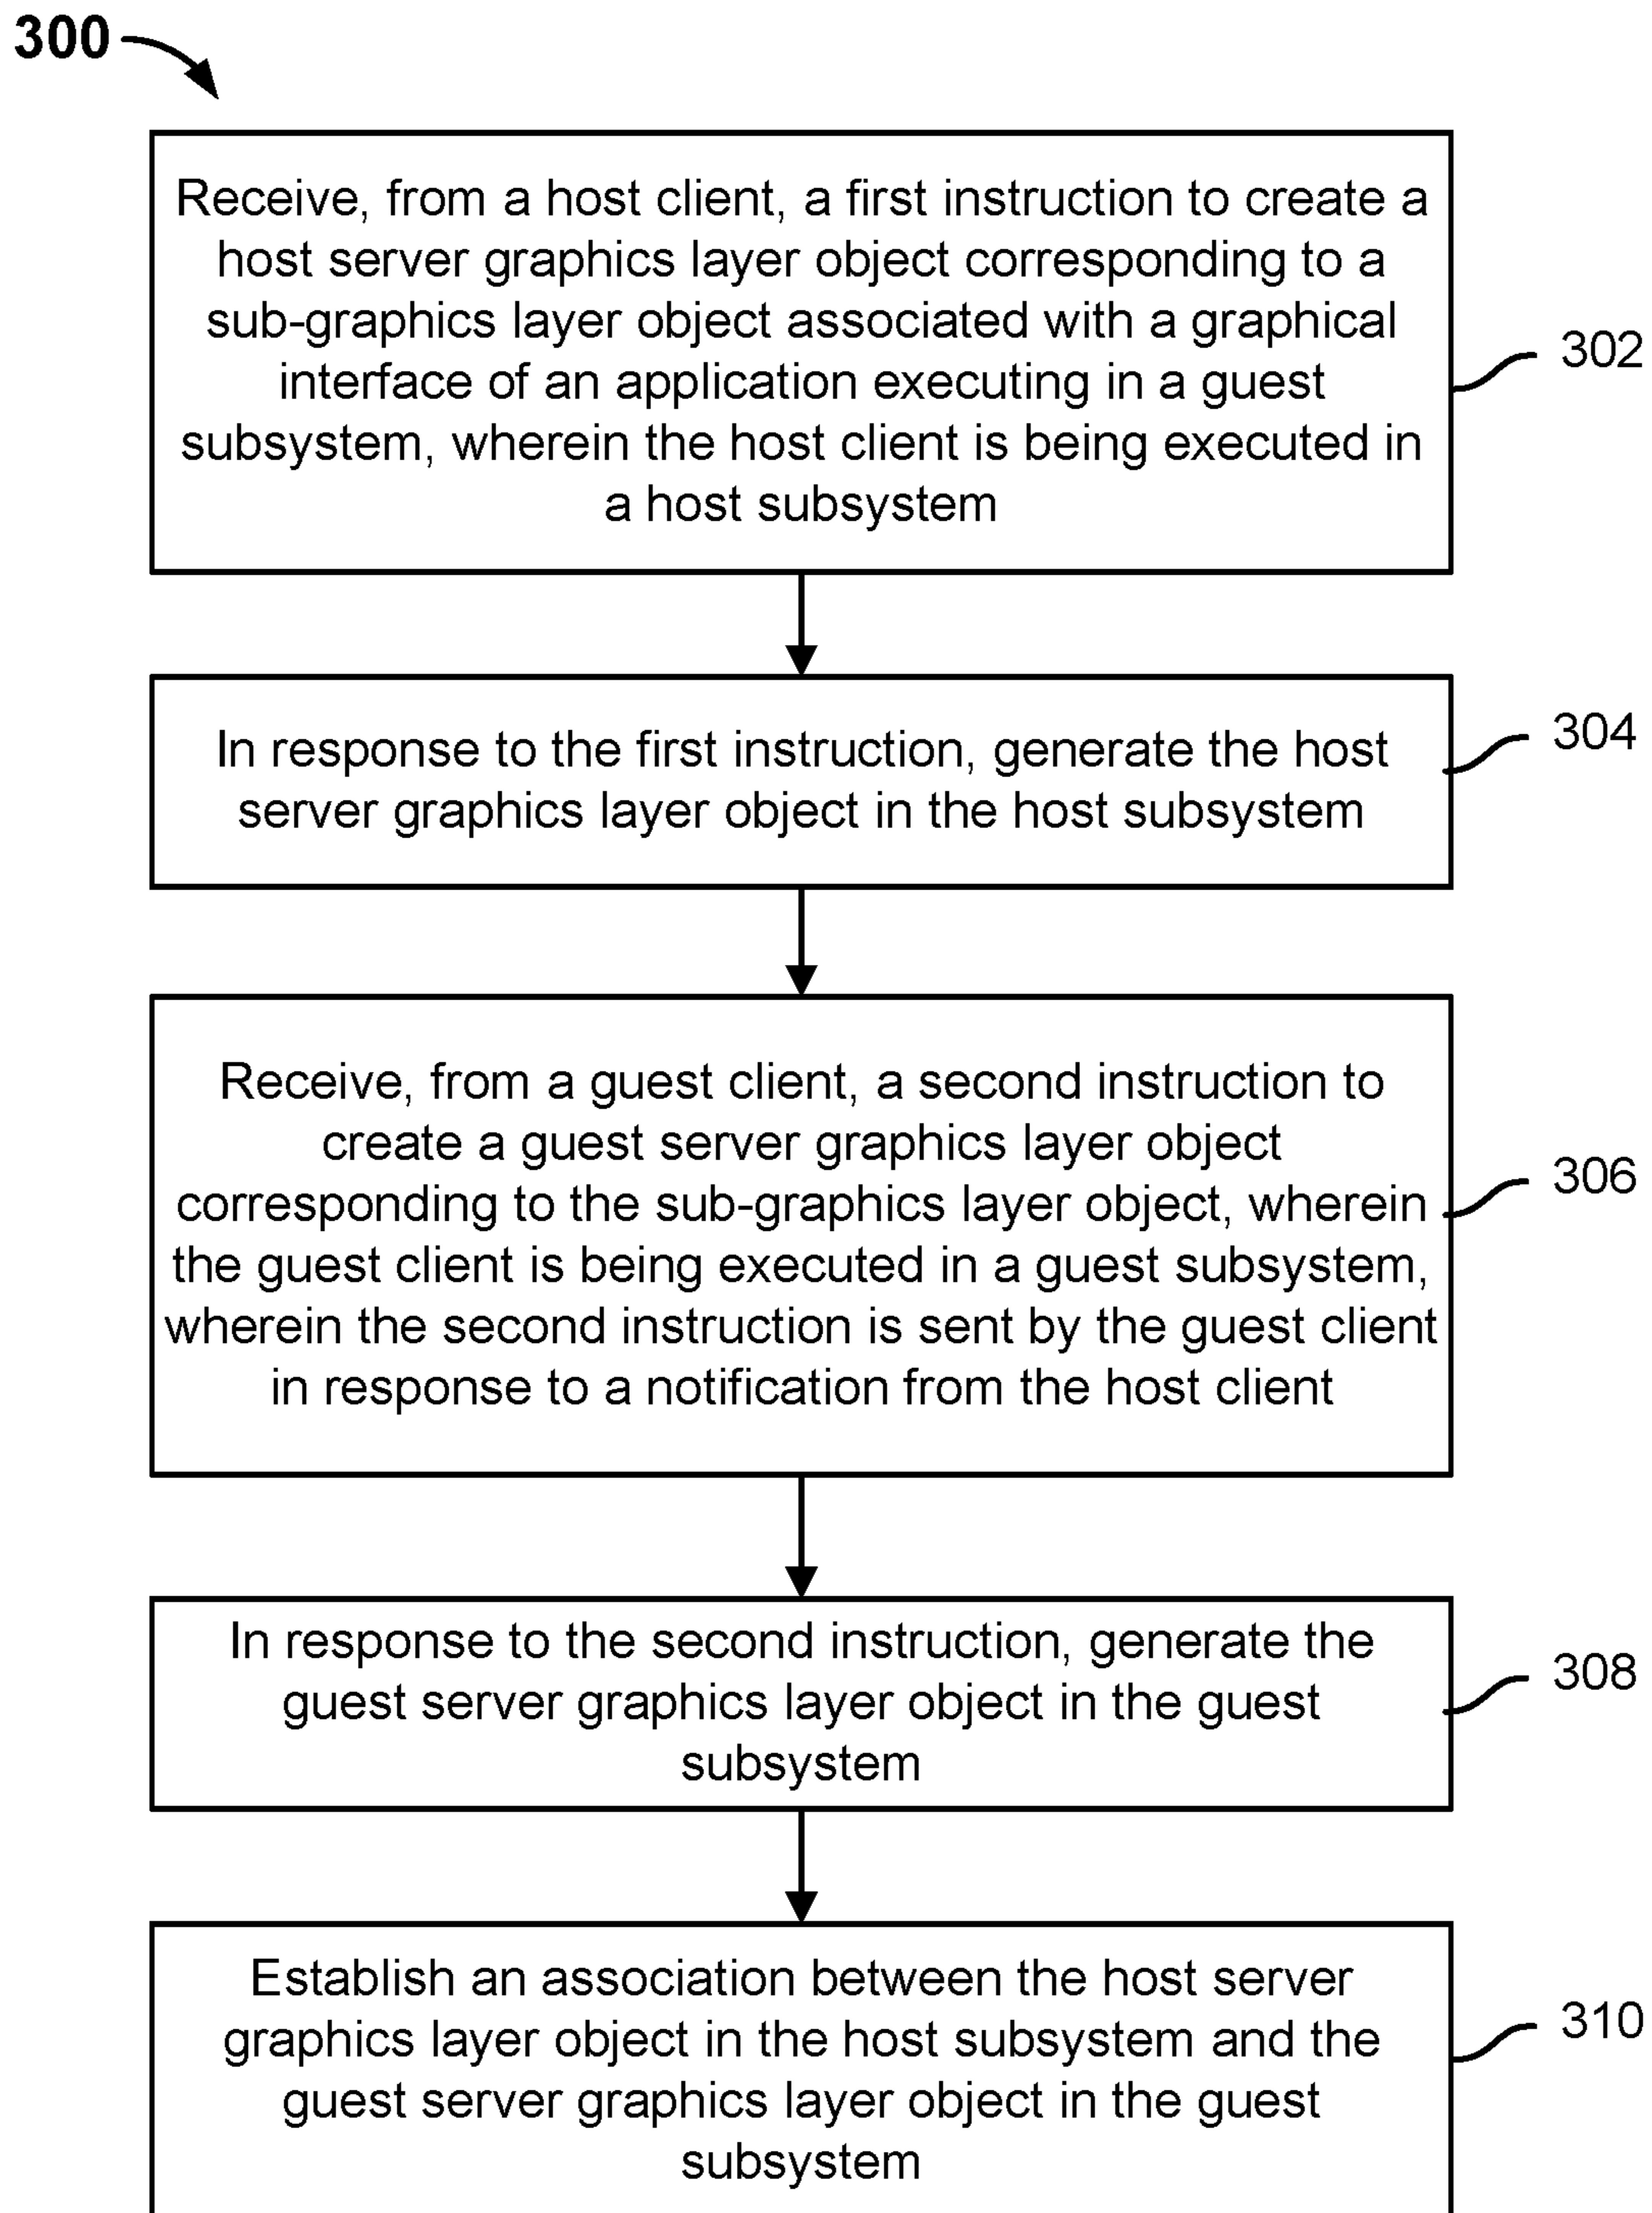 300
Receive, from a host client, a first instruction to create a
host server graphics layer object corresponding to a
sub-graphics layer object associated with a graphical
interface of an application executing in a guest
subsystem, wherein the host client is being executed in
a host subsystem
302
In response to the first instruction, generate the host
server graphics layer object in the host subsystem
304
Receive, from a guest client, a second instruction to
create a guest server graphics layer object
corresponding to the sub-graphics layer object, wherein
the guest client is being executed in a guest subsystem,
wherein the second instruction is sent by the guest client
in response to a notification from the host client
306
In response to the second instruction, generate the
guest server graphics layer object in the guest
subsystem
308
Establish an association between the host server
graphics layer object in the host subsystem and the
guest server graphics layer object in the guest
subsystem
310